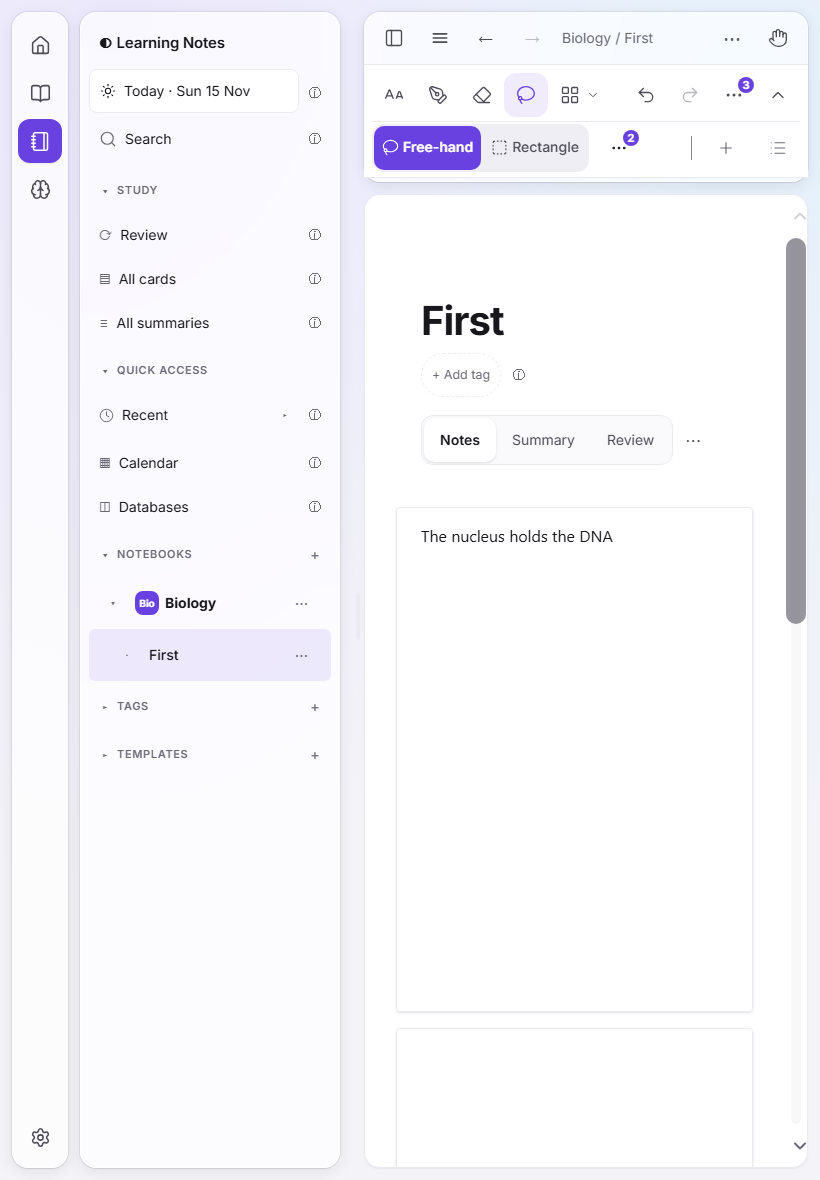 Learning Notes
Today · Sun 15 Nov
Search
STUDY
Review
All cards
All summaries
QUICK ACCESS
Recent
Calendar
Databases
NOTEBOOKS
Bio Biology
First
TAGS
TEMPLATES
Biology / First
AA
3
Free-hand Rectangle
2
First
+ Add tag
Notes Summary Review
The nucleus holds the DNA